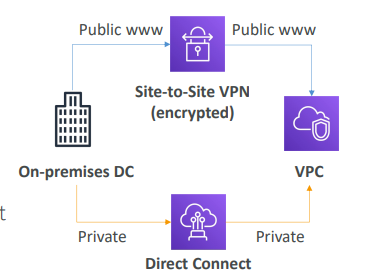 Public www
Public www
Site-to-Site VPN
(encrypted)
On-premises DC
VPC
t
Private
Private
Direct Connect